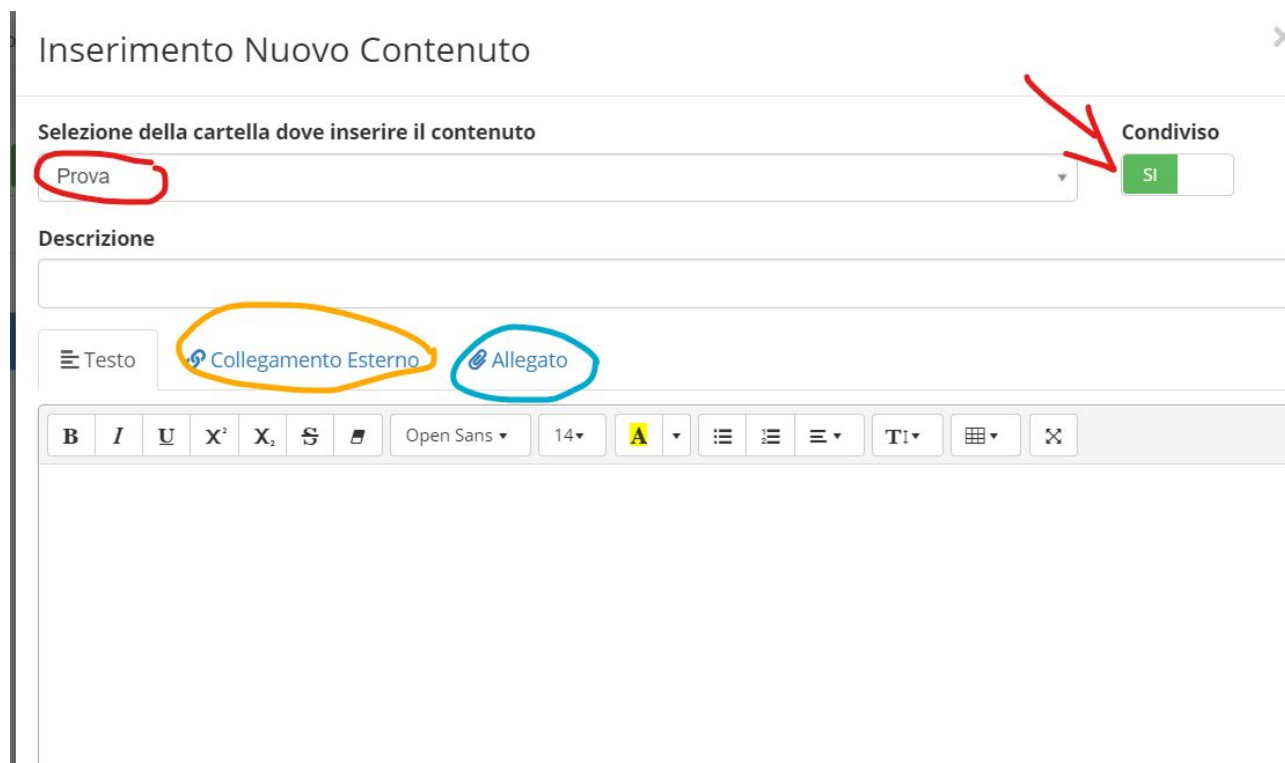 Inserimento Nuovo Contenuto
Selezione della cartella dove inserire il contenuto
Condiviso
Prova
SI
Descrizione
Testo
Collegamento Esterno
Allegato
B I U X² X₂ S Open Sans 14 A T